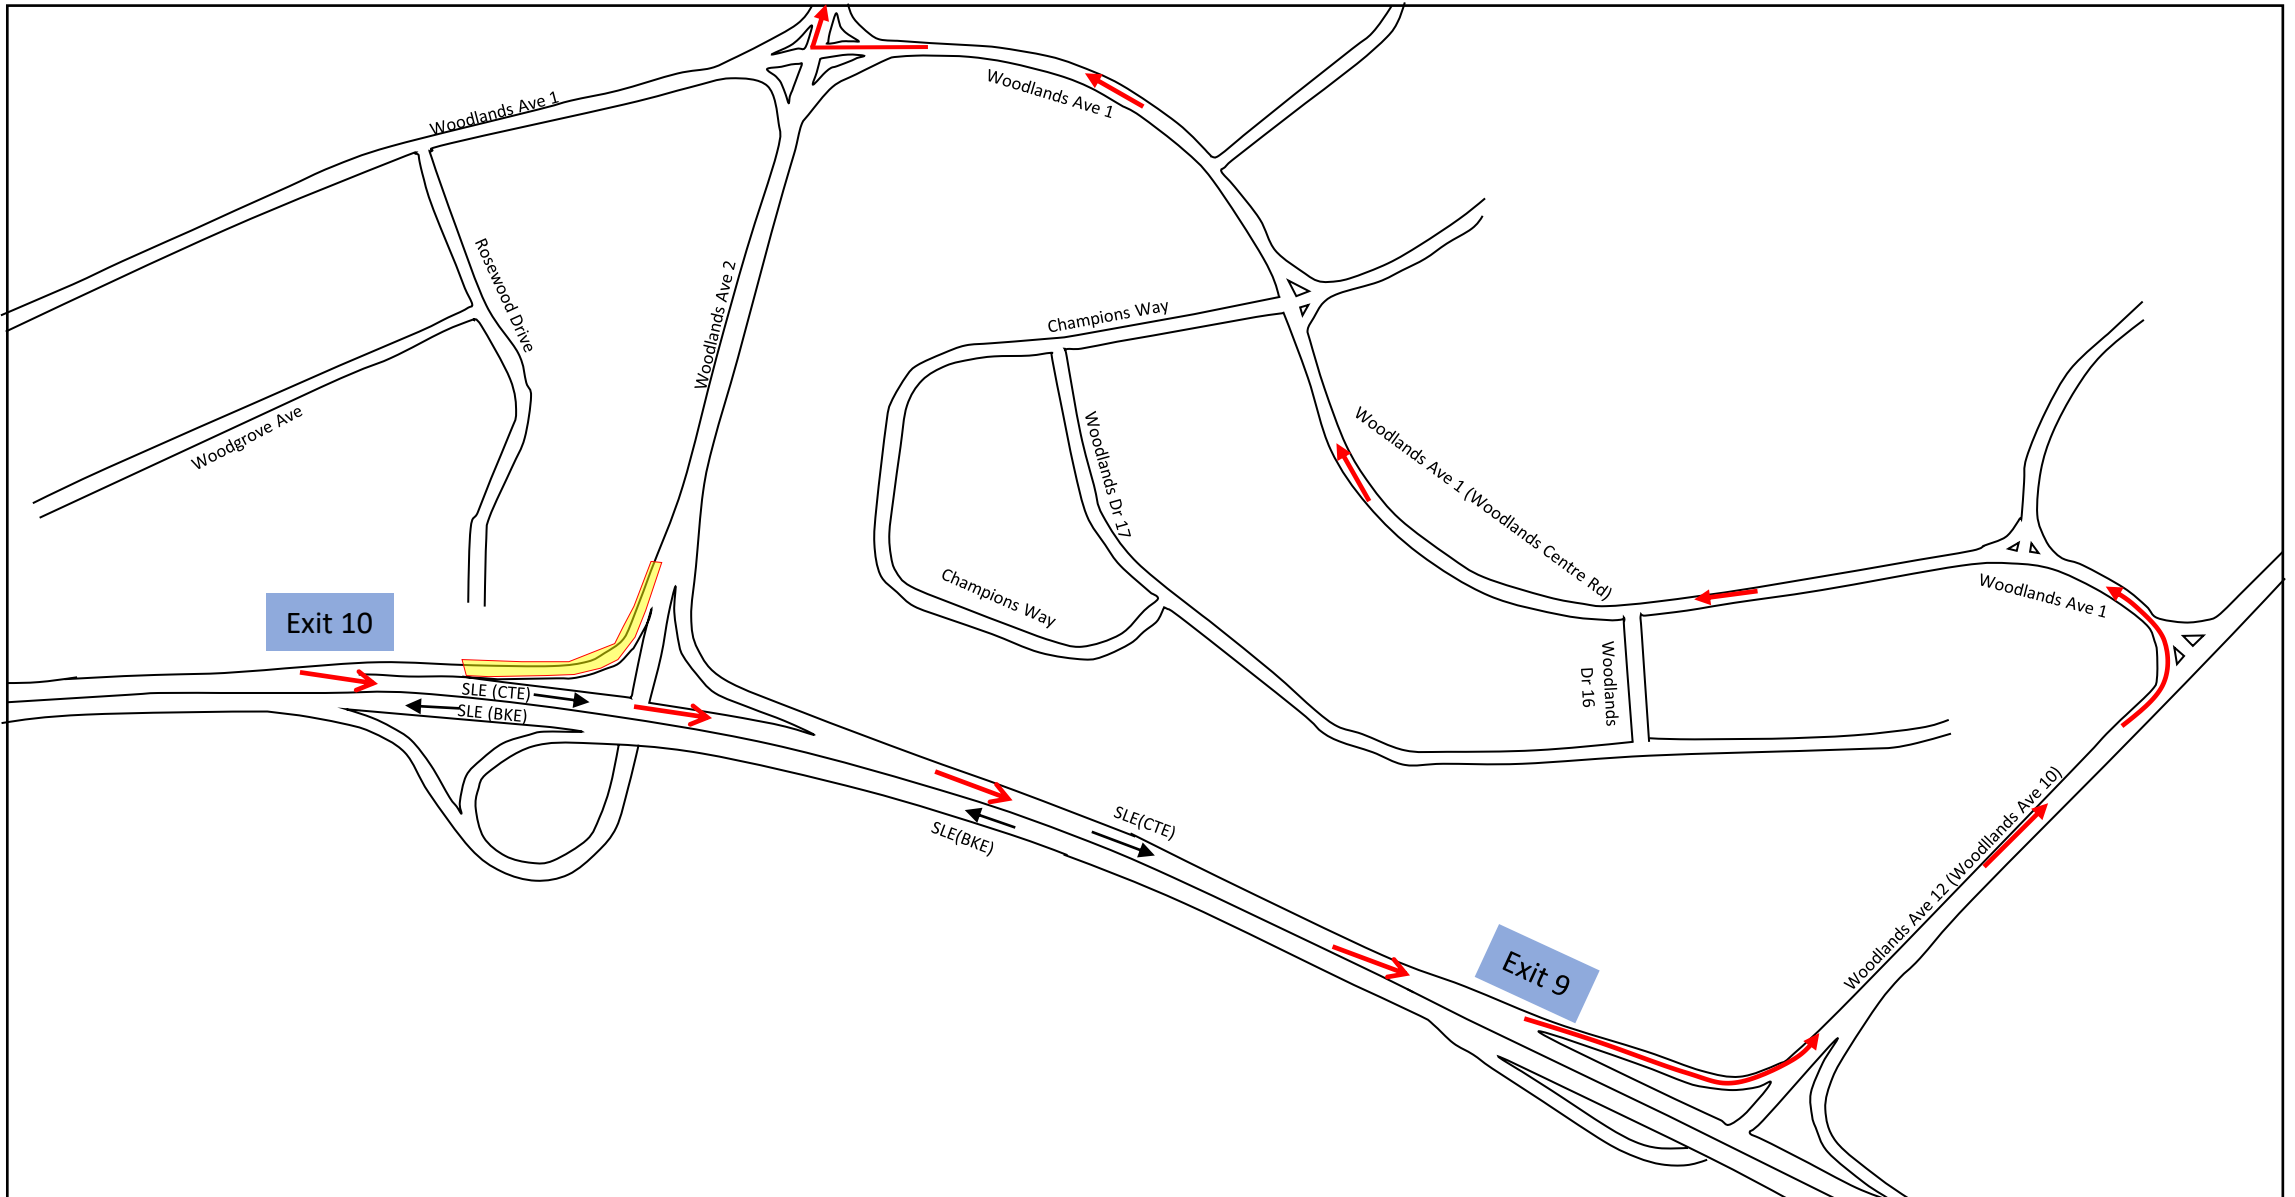 Woodlands Ave 1
Woodlands Ave 1
Rosewood Drive
Woodlands Ave 2
Champions Way
Woodgrove Ave
Woodlands Dr 17
Woodlands Ave 1 (Woodlands Centre Rd)
Champions Way
Woodlands Ave 1
Exit 10
Woodlands
Dr 16
SLE (CTE)
SLE (BKE)
SLE(CTE)
SLE(BKE)
Woodlands Ave 12 (Woodllands Ave 10)
Exit 9